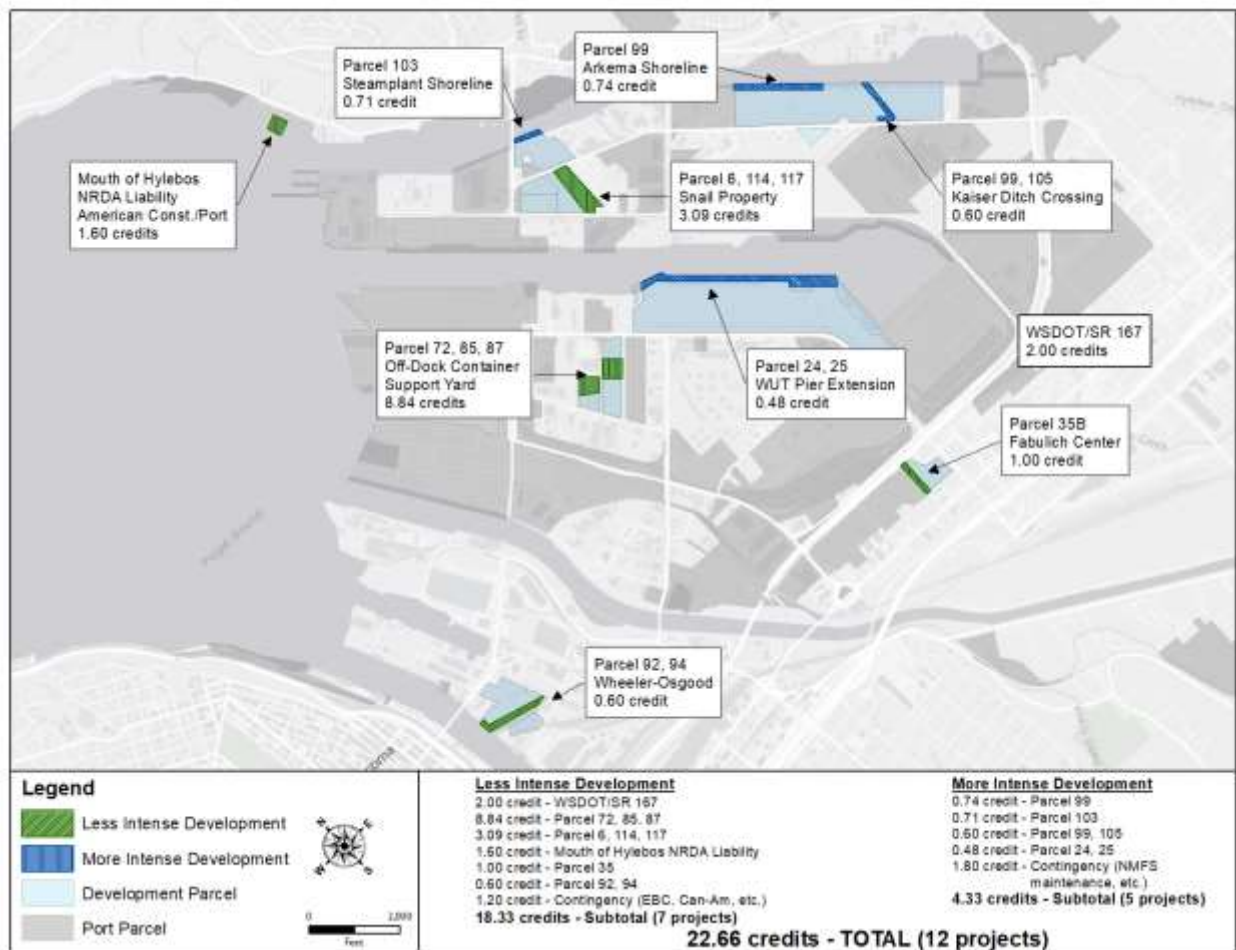 Parcel 103
Steamplant Shoreline
0.71 credit
Parcel 99
Arkema Shoreline
0.74 credit
Mouth of Hylebos
NRDA Liability
American Const./Port
1.60 credits
Parcel 6, 114, 117
Snail Property
3.09 credits
Parcel 99, 105
Kaiser Ditch Crossing
0.60 credit
WSDOT/SR 167
2.00 credits
Parcel 72, 85, 87
Off-Dock Container
Support Yard
8.84 credits
Parcel 24, 25
WUT Pier Extension
0.48 credit
Parcel 35B
Fabulich Center
1.00 credit
Puget Sound
Parcel 92, 94
Wheeler-Osgood
0.60 credit
Legend
Less Intense Development
More Intense Development
Development Parcel
Port Parcel
N
E
W
S
0
Feet
Less Intense Development
2.00 credit - WSDOT/SR 167
8.84 credit - Parcel 72, 85, 87
3.09 credit - Parcel 6, 114, 117
1.60 credit - Mouth of Hylebos NRDA Liability
1.00 credit - Parcel 35
0.60 credit - Parcel 92, 94
1.20 credit - Contingency (EBC, Can-Am, etc.)
18.33 credits - Subtotal (7 projects)
More Intense Development
0.74 credit - Parcel 99
0.71 credit - Parcel 103
0.60 credit - Parcel 99, 105
0.48 credit - Parcel 24, 25
1.80 credit - Contingency (NMFS
maintenance, etc.)
4.33 credits - Subtotal (5 projects)
22.66 credits - TOTAL (12 projects)